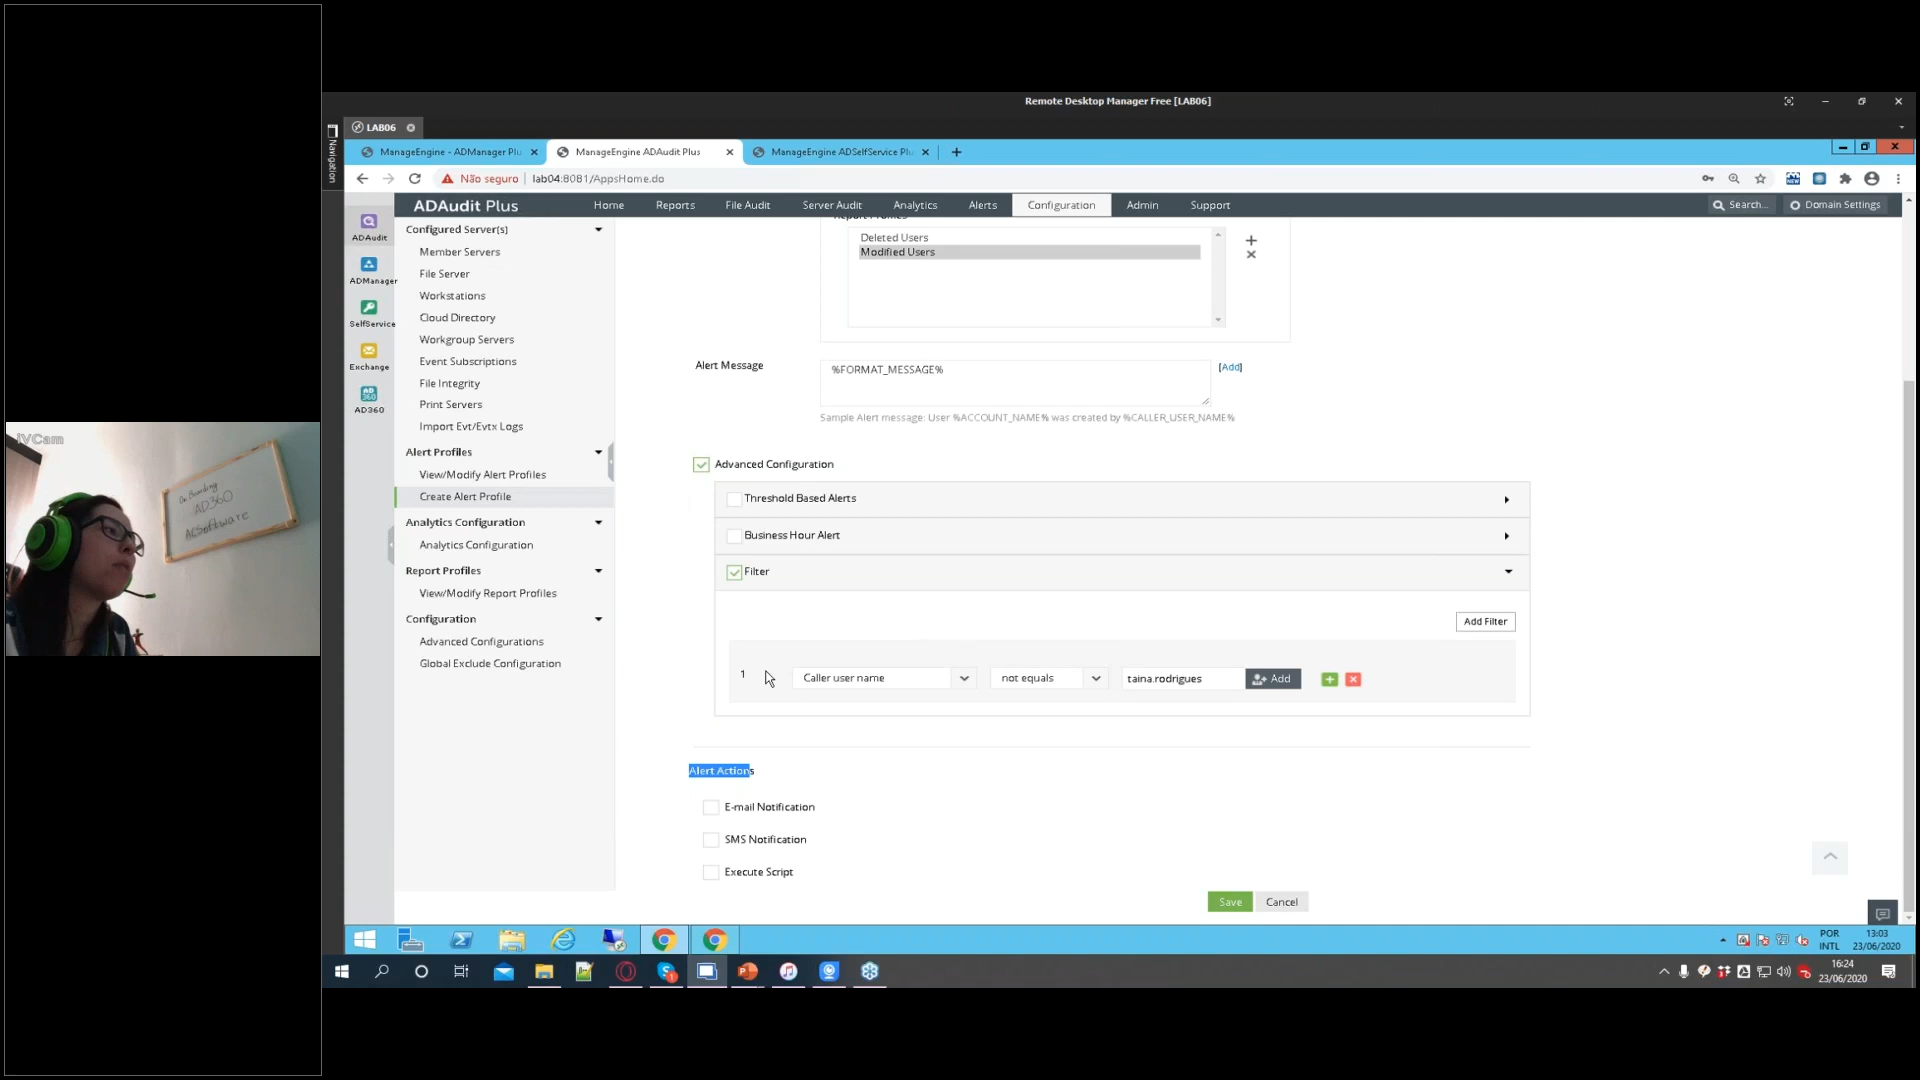 iVCam
On Boarding
AD360
ACSoftware
Remote Desktop Manager Free [LAB06]
Navigation
LAB06
ManageEngine - ADManager Plu
ManageEngine ADAudit Plus
ManageEngine ADSelfService Plu
Não seguro
lab04:8081/AppsHome.do
ADAudit Plus
Home
Reports
File Audit
Server Audit
Analytics
Alerts
Configuration
Admin
Support
Search...
Domain Settings
ADAudit
ADManager
SelfService
Exchange
AD360
Configured Server(s)
Member Servers
File Server
Workstations
Cloud Directory
Workgroup Servers
Event Subscriptions
File Integrity
Print Servers
Import Evt/Evtx Logs
Alert Profiles
View/Modify Alert Profiles
Create Alert Profile
Analytics Configuration
Analytics Configuration
Report Profiles
View/Modify Report Profiles
Configuration
Advanced Configurations
Global Exclude Configuration
Report Profiles
Deleted Users
Modified Users
Alert Message
%FORMAT_MESSAGE%
[Add]
Sample Alert message: User %ACCOUNT_NAME% was created by %CALLER_USER_NAME%
Advanced Configuration
Threshold Based Alerts
Business Hour Alert
Filter
Add Filter
1
Caller user name
not equals
taina.rodrigues
Add
Alert Actions
E-mail Notification
SMS Notification
Execute Script
Save
Cancel
POR
INTL
13:03
23/06/2020
16:24
23/06/2020